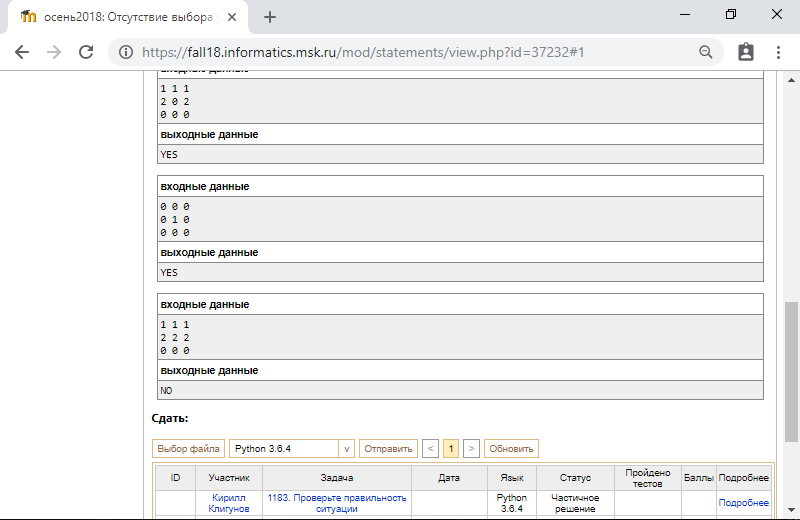 осень2018: Отсутствие выбора
https://fall18.informatics.msk.ru/mod/statements/view.php?id=37232#1
входные данные
1 1 1
2 0 2
0 0 0
выходные данные
YES
входные данные
0 0 0
0 1 0
0 0 0
выходные данные
YES
входные данные
1 1 1
2 2 2
0 0 0
выходные данные
NO
Сдать:
Выбор файла Python 3.6.4 v Отправить < 1 > Обновить
ID Участник Задача Дата Язык Статус Пройдено тестов Баллы Подробнее
Кирилл Клигунов 1183. Проверьте правильность ситуации Python 3.6.4 Частичное решение Подробнее